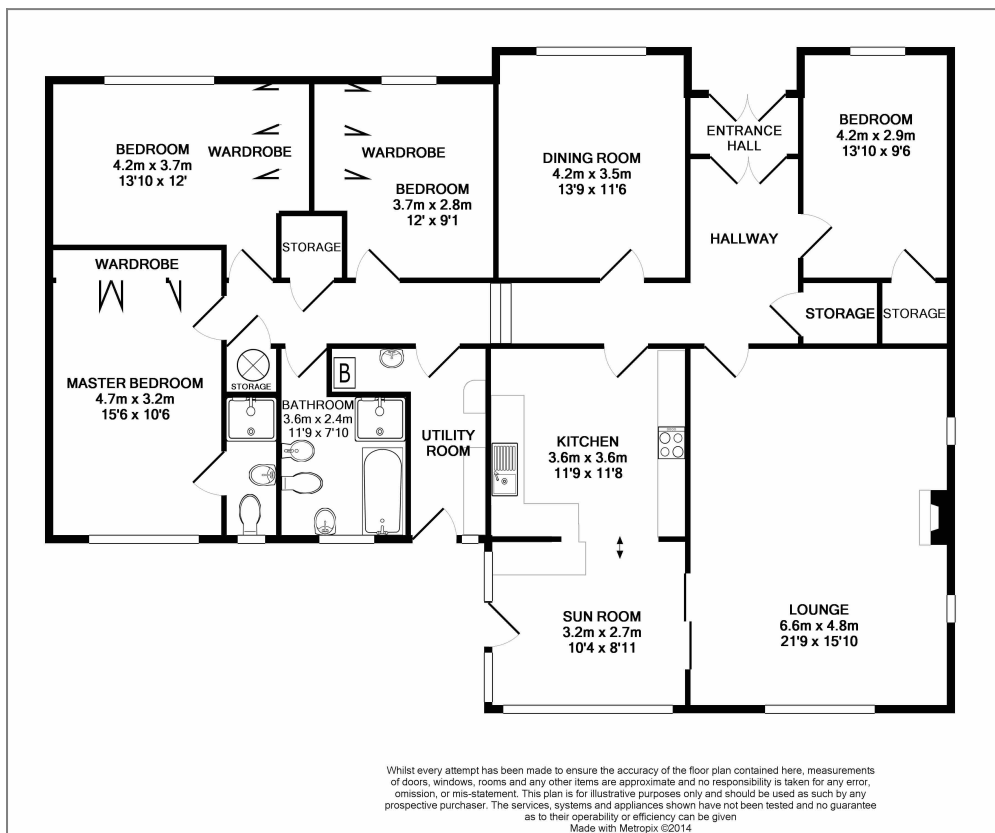 BEDROOM
4.2m x 3.7m
13'10 x 12'
WARDROBE
WARDROBE
BEDROOM
3.7m x 2.8m
12' x 9'1
DINING ROOM
4.2m x 3.5m
13'9 x 11'6
ENTRANCE
HALL
BEDROOM
4.2m x 2.9m
13'10 x 9'6
STORAGE
HALLWAY
WARDROBE
STORAGE
STORAGE
MASTER BEDROOM
4.7m x 3.2m
15'6 x 10'6
STORAGE
B
BATHROOM
3.6m x 2.4m
11'9 x 7'10
UTILITY
ROOM
KITCHEN
3.6m x 3.6m
11'9 x 11'8
SUN ROOM
3.2m x 2.7m
10'4 x 8'11
LOUNGE
6.6m x 4.8m
21'9 x 15'10
Whilst every attempt has been made to ensure the accuracy of the floor plan contained here, measurements
of doors, windows, rooms and any other items are approximate and no responsibility is taken for any error,
omission, or mis-statement. This plan is for illustrative purposes only and should be used as such by any
prospective purchaser. The services, systems and appliances shown have not been tested and no guarantee
as to their operability or efficiency can be given
Made with Metropix ©2014